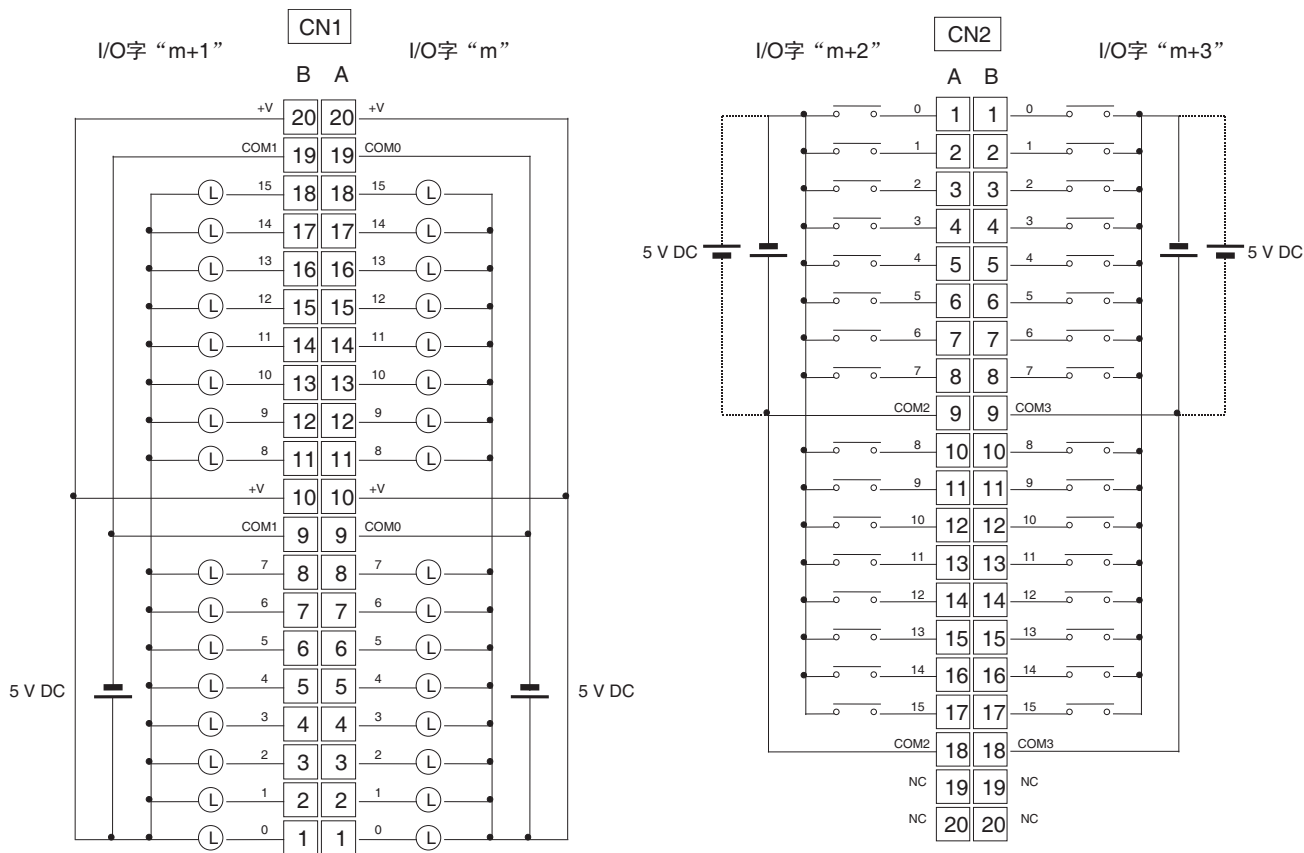 CN1
I/O字“m+1” I/O字“m”
B A
+V 20 20 +V
COM1 19 19 COM0
L 15 18 18 15 L
L 14 17 17 14 L
L 13 16 16 13 L
L 12 15 15 12 L
L 11 14 14 11 L
L 10 13 13 10 L
L 9 12 12 9 L
L 8 11 11 8 L
+V 10 10 +V
COM1 9 9 COM0
L 7 8 8 7 L
L 6 7 7 6 L
L 5 6 6 5 L
5 V DC L 4 5 5 4 L 5 V DC
L 3 4 4 3 L
L 2 3 3 2 L
L 1 2 2 1 L
L 0 1 1 0 L
CN2
I/O字“m+2” I/O字“m+3”
A B
0 1 1 0
1 2 2 1
2 3 3 2
3 4 4 3
5 V DC 4 5 5 4 5 V DC
5 6 6 5
6 7 7 6
7 8 8 7
COM2 9 9 COM3
8 10 10 8
9 11 11 9
10 12 12 10
11 13 13 11
12 14 14 12
13 15 15 13
14 16 16 14
15 17 17 15
COM2 18 18 COM3
NC 19 19 NC
NC 20 20 NC